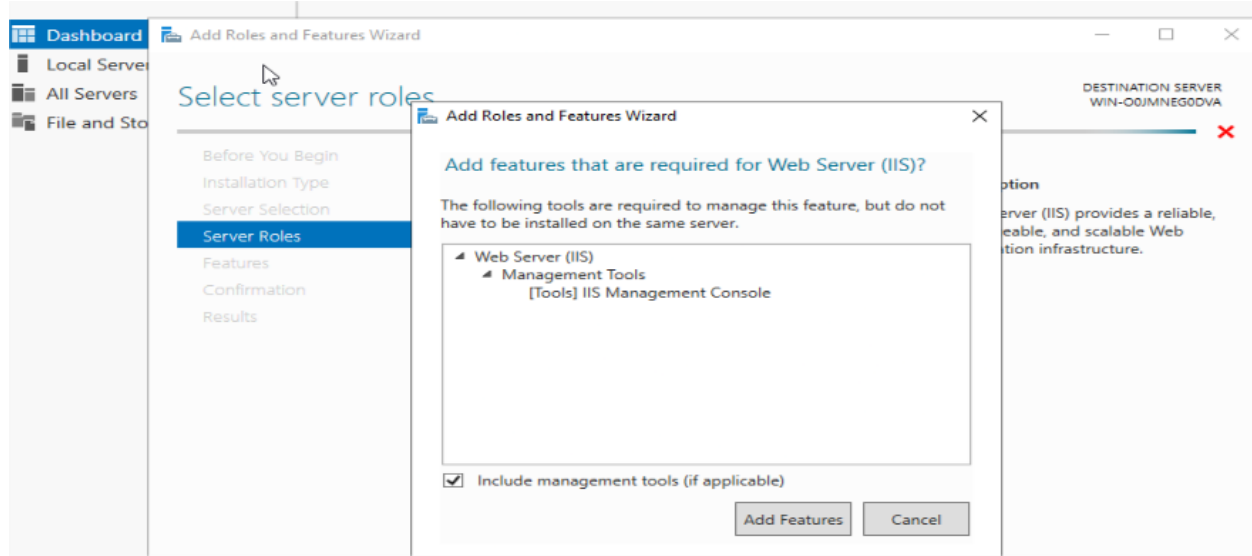 Dashboard
Local Server
All Servers
File and Sto
Add Roles and Features Wizard
Select server roles
DESTINATION SERVER
WIN-O0JMNEG0DVA
Before You Begin
Installation Type
Server Selection
Server Roles
Features
Confirmation
Results
Add Roles and Features Wizard
Add features that are required for Web Server (IIS)?
The following tools are required to manage this feature, but do not
have to be installed on the same server.
Web Server (IIS)
Management Tools
[Tools] IIS Management Console
Include management tools (if applicable)
Add Features
Cancel
ption
erver (IIS) provides a reliable,
eable, and scalable Web
tion infrastructure.